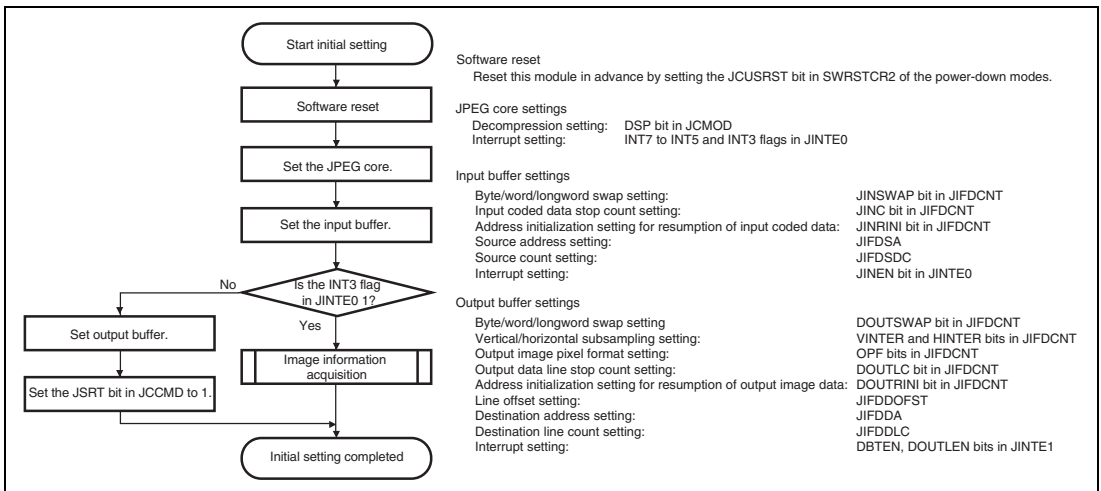 Start initial setting
Software reset
Set the JPEG core.
Set the input buffer.
Is the INT3 flag
in JINTE0 1?
No
Yes
Set output buffer.
Set the JSRT bit in JCCMD to 1.
Image information
acquisition
Initial setting completed
Software reset
Reset this module in advance by setting the JCUSRST bit in SWRSTCR2 of the power-down modes.
JPEG core settings
Decompression setting: DSP bit in JCMOD
Interrupt setting: INT7 to INT5 and INT3 flags in JINTE0
Input buffer settings
Byte/word/longword swap setting: JINSWAP bit in JIFDCNT
Input coded data stop count setting: JINC bit in JIFDCNT
Address initialization setting for resumption of input coded data: JINRINI bit in JIFDCNT
Source address setting: JIFDSA
Source count setting: JIFDSDC
Interrupt setting: JINEN bit in JINTE0
Output buffer settings
Byte/word/longword swap setting DOUTSWAP bit in JIFDCNT
Vertical/horizontal subsampling setting: VINTER and HINTER bits in JIFDCNT
Output image pixel format setting: OPF bits in JIFDCNT
Output data line stop count setting: DOUTLC bit in JIFDCNT
Address initialization setting for resumption of output image data: DOUTRINI bit in JIFDCNT
Line offset setting: JIFDDOFST
Destination address setting: JIFDDA
Destination line count setting: JIFDDLC
Interrupt setting: DBTEN, DOUTLEN bits in JINTE1